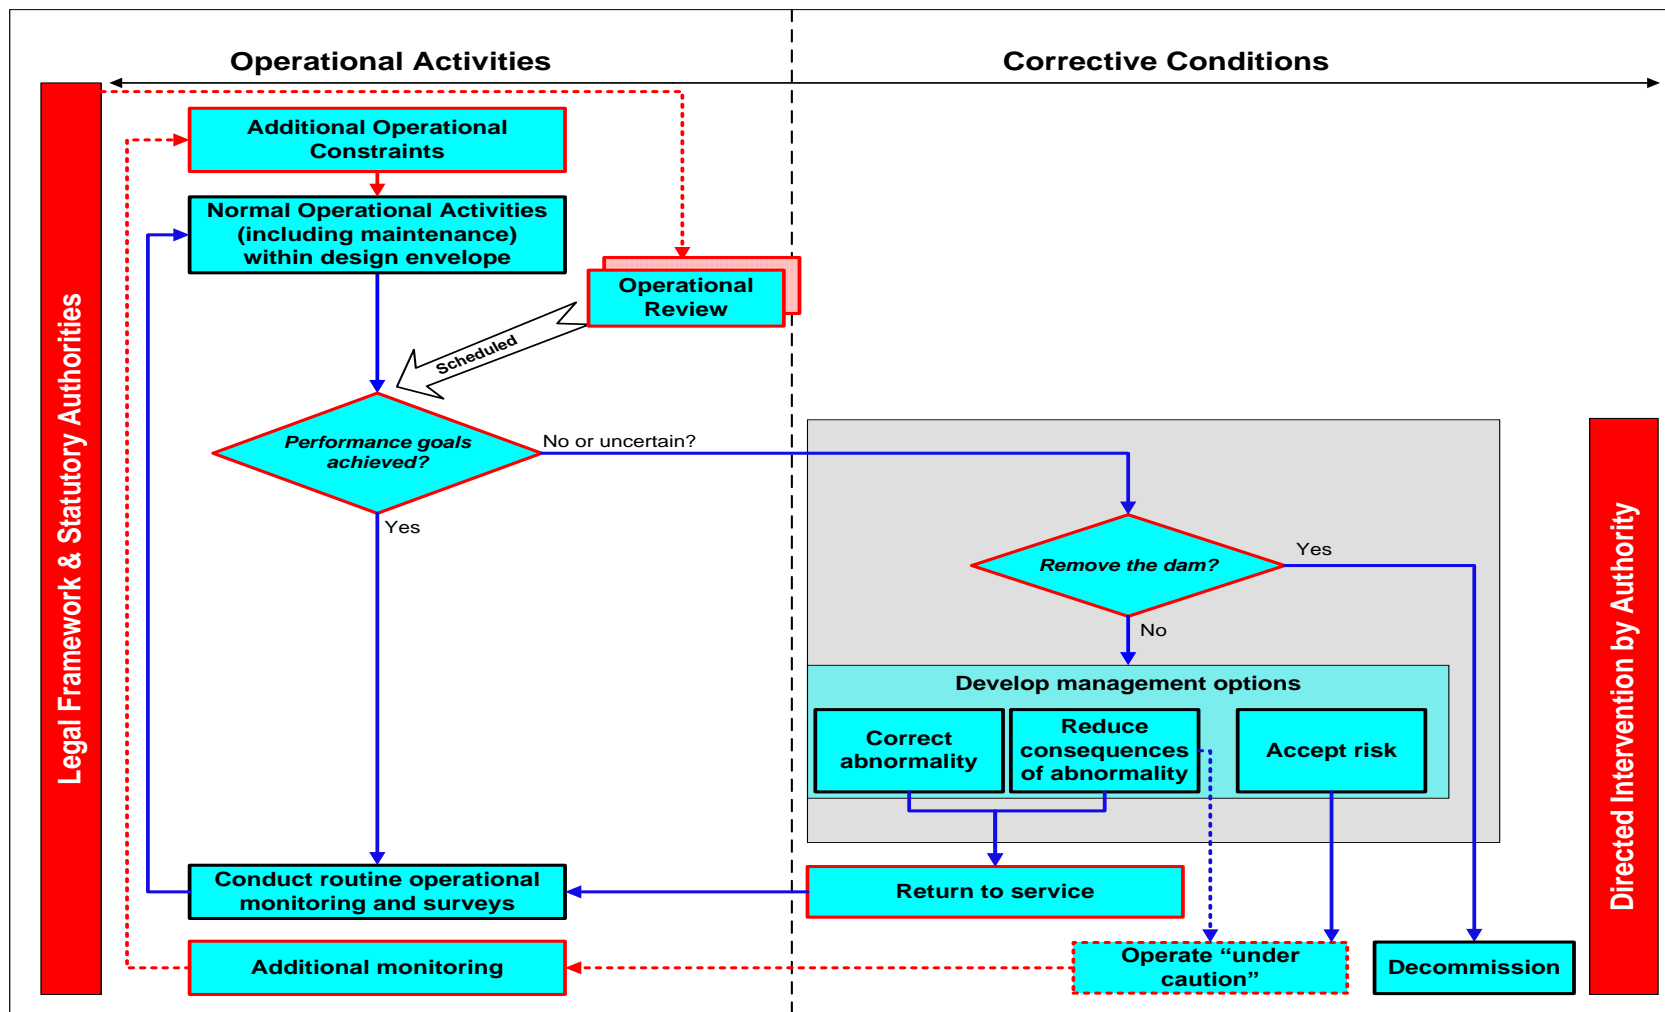 Operational Activities
Corrective Conditions
Legal Framework & Statutory Authorities
Additional Operational
Constraints
Normal Operational Activities
(including maintenance)
within design envelope
Operational
Review
Scheduled
Performance goals
achieved?
No or uncertain?
Yes
Remove the dam?
Yes
No
Develop management options
Correct
abnormality
Reduce
consequences
of abnormality
Accept risk
Conduct routine operational
monitoring and surveys
Return to service
Additional monitoring
Operate “under
caution”
Decommission
Directed Intervention by Authority